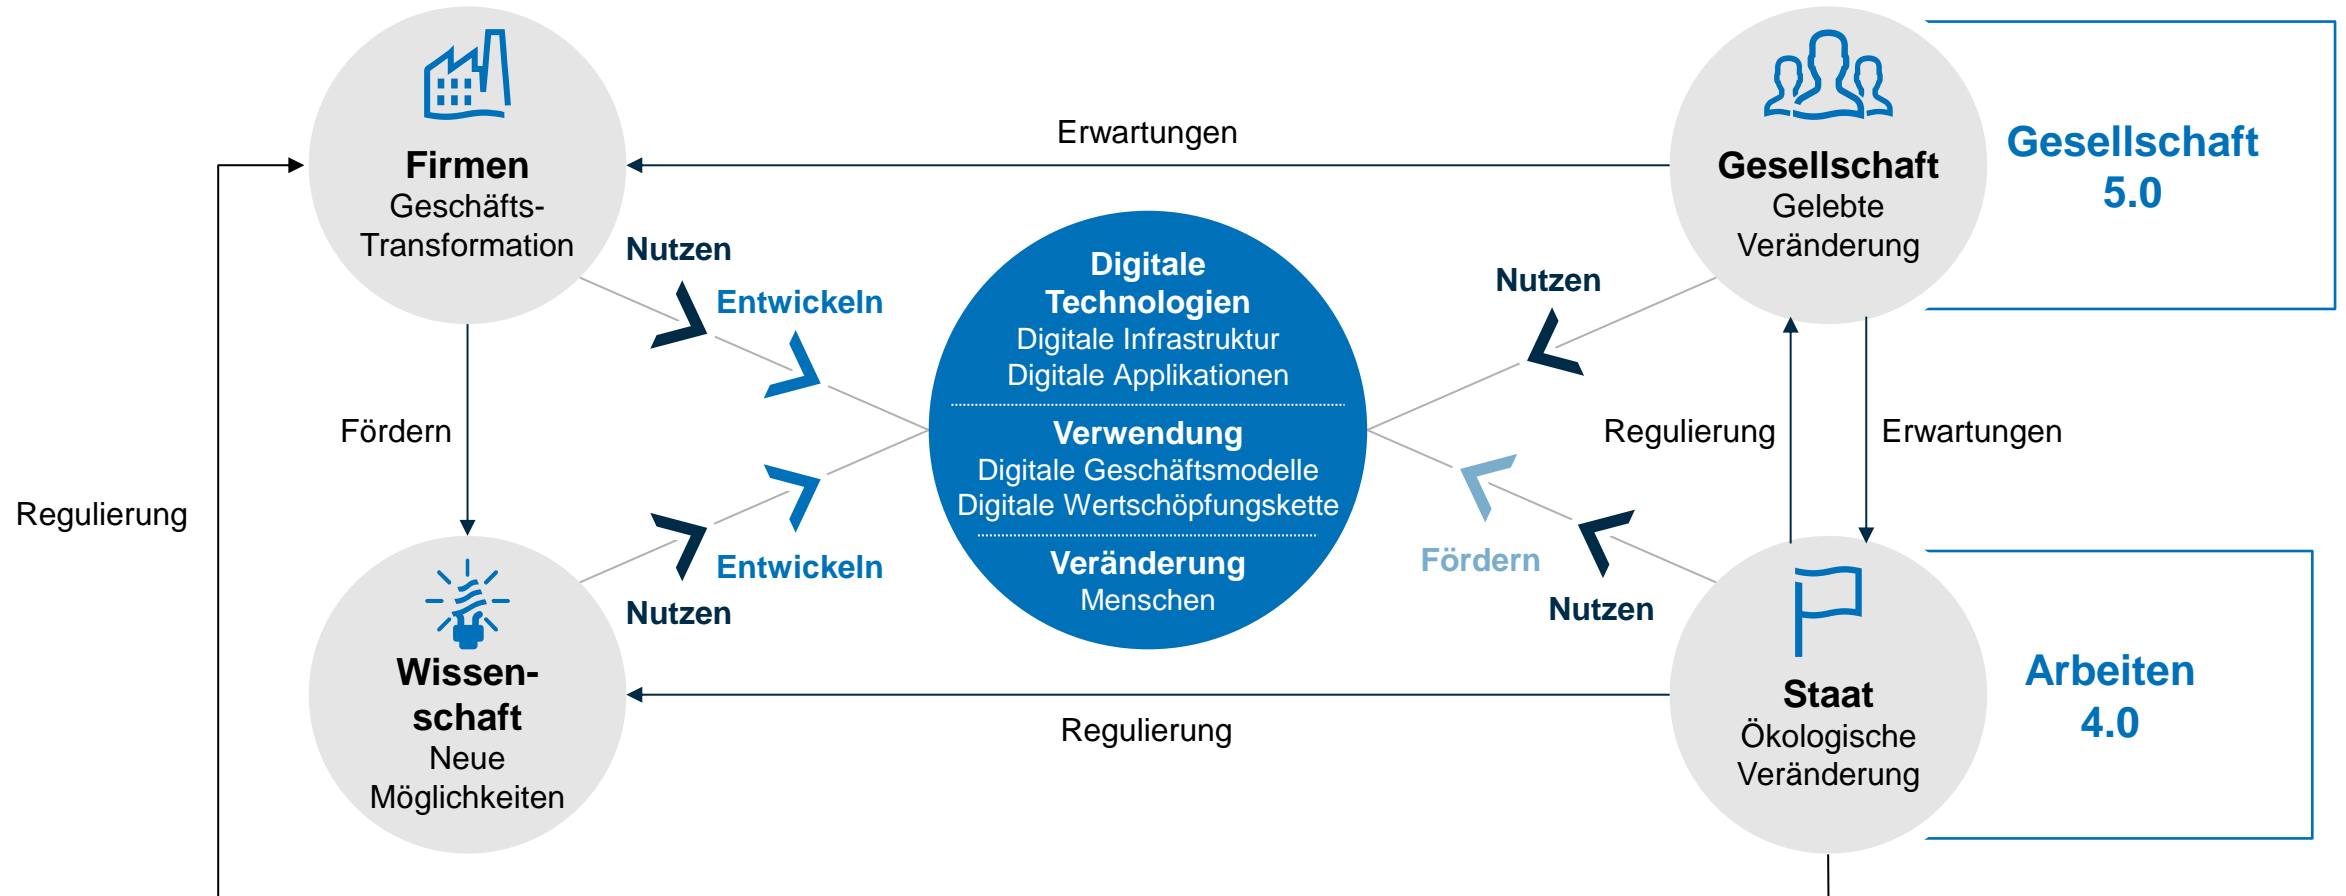 Firmen
Geschäfts-
Transformation
Erwartungen
Gesellschaft
Gelebte
Veränderung
Gesellschaft
5.0
Nutzen
Entwickeln
Digitale
Technologien
Digitale Infrastruktur
Digitale Applikationen
Verwendung
Digitale Geschäftsmodelle
Digitale Wertschöpfungskette
Veränderung
Menschen
Nutzen
Fördern
Regulierung
Erwartungen
Regulierung
Entwickeln
Nutzen
Fördern
Nutzen
Wissen-
schaft
Neue
Möglichkeiten
Regulierung
Staat
Ökologische
Veränderung
Arbeiten
4.0